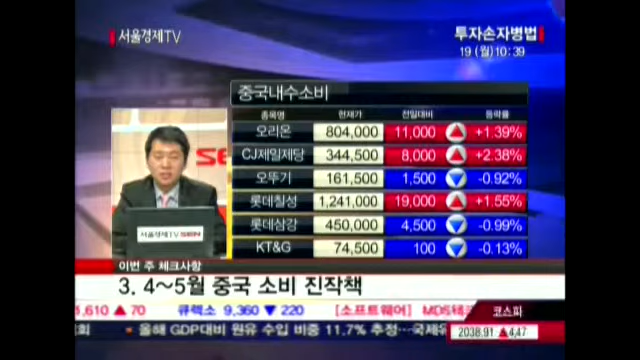 서울경제TV
투자손자병법
19 (월) 10:39
중국내수소비
종목명 현재가 전일대비 등락률
오리온 804,000 11,000 ▲ +1.39%
CJ제일제당 344,500 8,000 ▲ +2.38%
오뚜기 161,500 1,500 ▼ -0.92%
롯데칠성 1,241,000 19,000 ▲ +1.55%
롯데삼강 450,000 4,500 ▼ -0.99%
KT&G 74,500 100 ▼ -0.13%
서울경제TV SEN
이번 주 체크사항
3. 4~5월 중국 소비 진작책
,610 ▲ 70 큐렉소 9,360 ▼ 220 [소프트웨어]
코스피
올해 GDP대비 원유 수입 비중 11.7% 추정…국제유
2038.91 ▲ 4.47